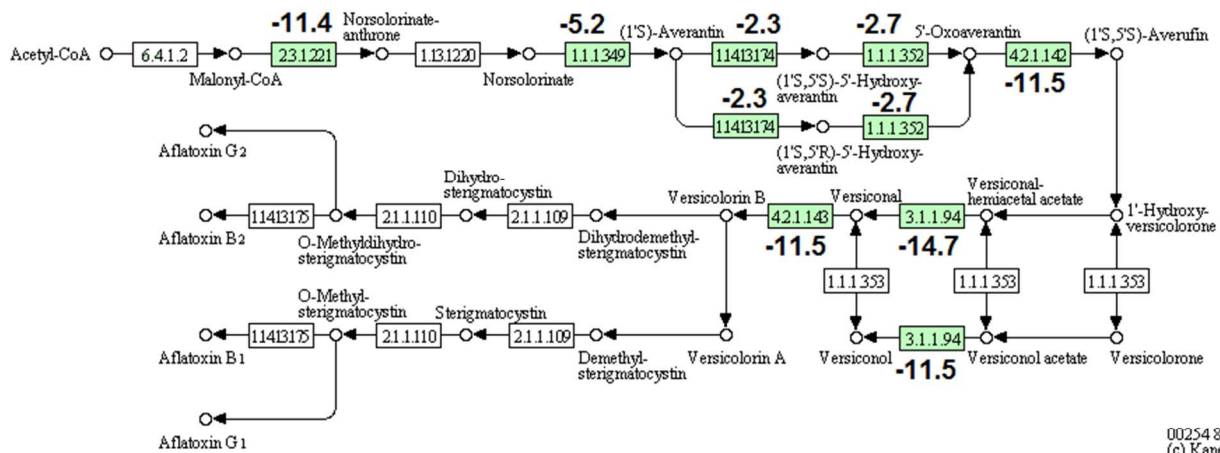 -11.4
Norsolorinate-
anthrone
-5.2
(1'S)-Averantin
-2.3
-2.7
5'-Oxoaverantin
(1'S,5'S)-Averufin
Acetyl-CoA
6.4.1.2
2.3.1.221
1.13.12.20
1.1.1.349
1.14.13.174
1.1.1.352
4.2.1.142
Malonyl-CoA
Norsolorinate
(1'S,5'S)-5'-Hydroxy-
averantin
-11.5
-2.3
-2.7
1.14.13.174
1.1.1.352
(1'S,5'R)-5'-Hydroxy-
averantin
Aflatoxin G2
Dihydro-
sterigmatocystin
Versicolorin B
Versiconal
Versiconal-
hemiacetal acetate
1.14.13.175
2.1.1.110
2.1.1.109
4.2.1.143
3.1.1.94
1'-Hydroxy-
versicolorone
Aflatoxin B2
O-Methyldihydro-
sterigmatocystin
Dihydrodemethyl-
sterigmatocystin
-11.5
-14.7
1.1.1.353
1.1.1.353
1.1.1.353
O-Methyl-
sterigmatocystin
Sterigmatocystin
1.14.13.175
2.1.1.110
2.1.1.109
3.1.1.94
Aflatoxin B1
Demethyl-
sterigmatocystin
Versicolorin A
Versiconol
Versiconol acetate
Versicolorone
-11.5
Aflatoxin G1
00254 8
(c) Kane